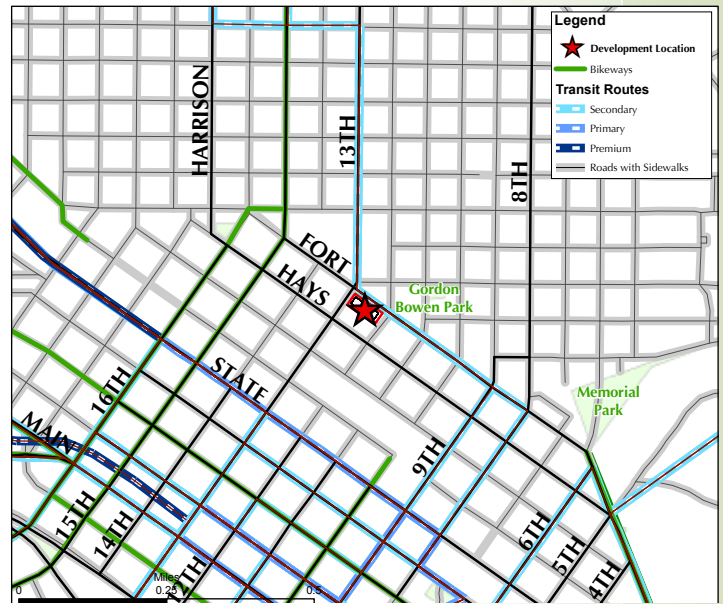 Legend
Development Location
Bikeways
Transit Routes
Secondary
Primary
Premium
Roads with Sidewalks
HARRISON
13TH
8TH
FORT
HAYS
Gordon
Bowen Park
STATE
16TH
Memorial
Park
MAIN
9TH
15TH
14TH
6TH
5TH
4TH
Miles
0
0.25
0.5